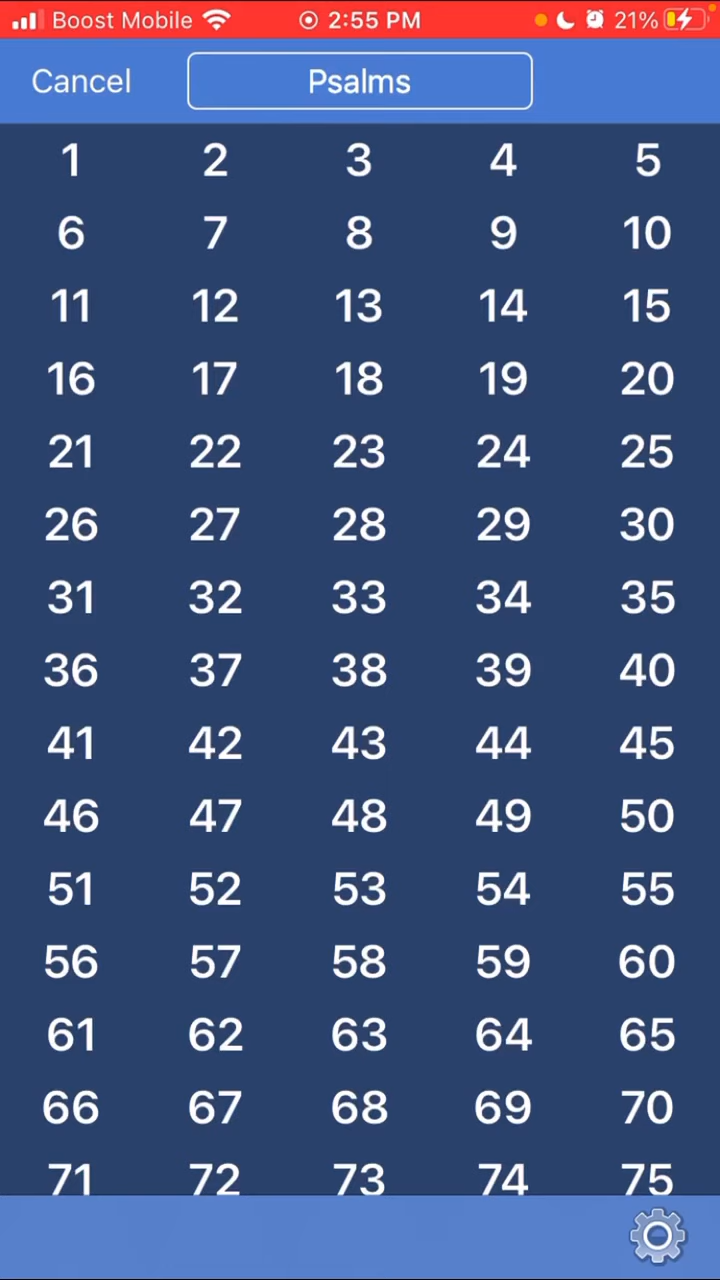 Boost Mobile 2:55 PM 21%
Cancel Psalms
1 2 3 4 5
6 7 8 9 10
11 12 13 14 15
16 17 18 19 20
21 22 23 24 25
26 27 28 29 30
31 32 33 34 35
36 37 38 39 40
41 42 43 44 45
46 47 48 49 50
51 52 53 54 55
56 57 58 59 60
61 62 63 64 65
66 67 68 69 70
71 72 73 74 75